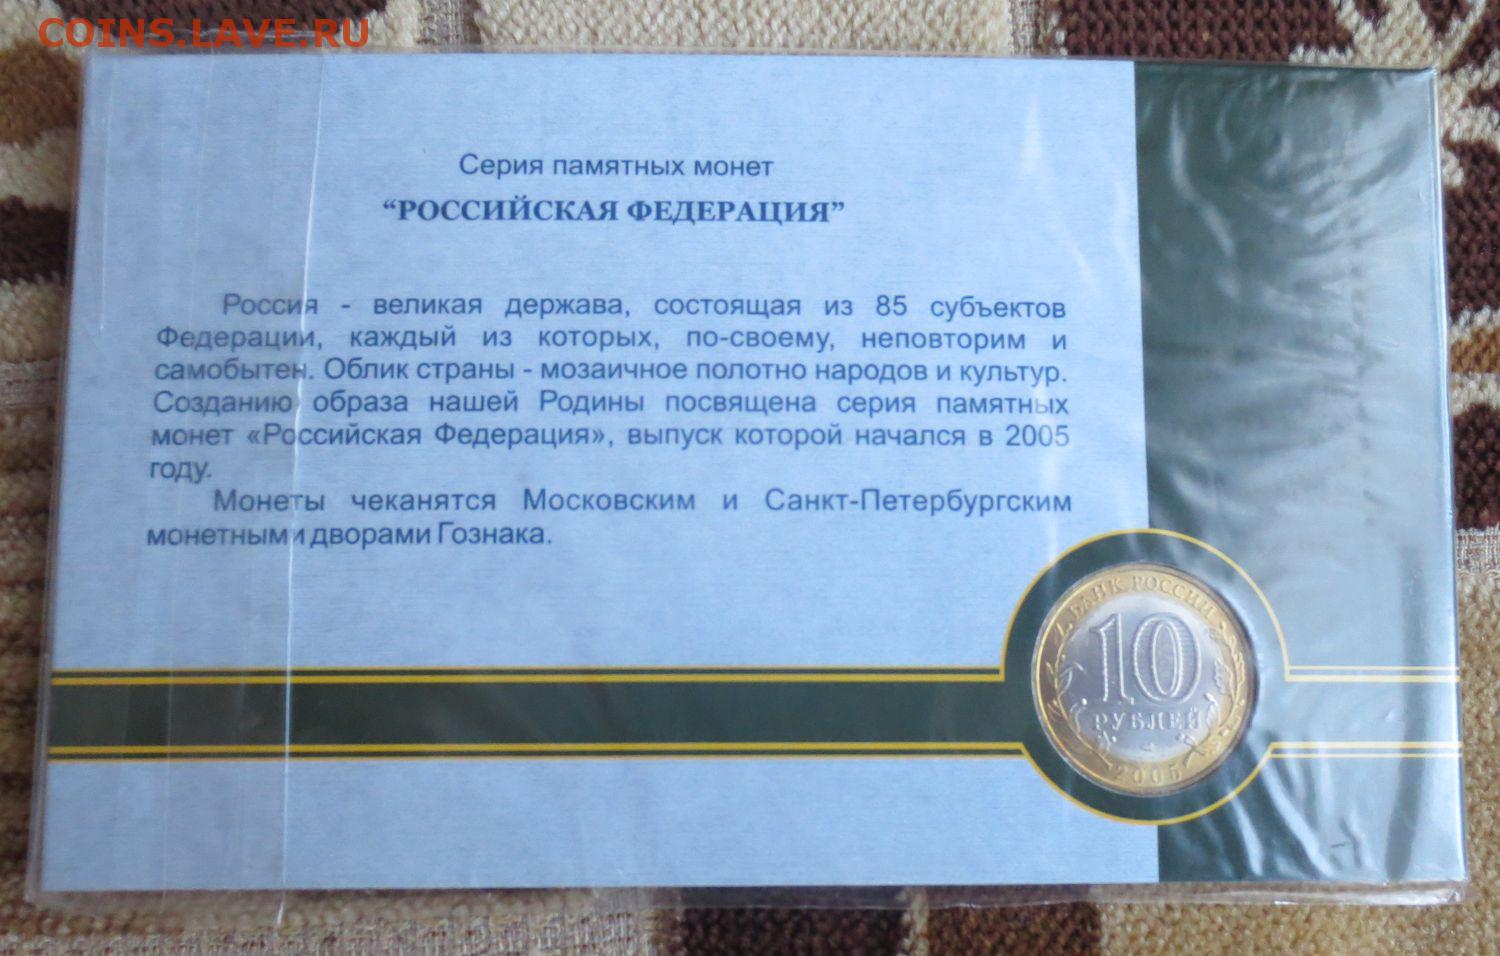 COINS.LAVE.RU
Серия памятных монет
“РОССИЙСКАЯ ФЕДЕРАЦИЯ”
Россия - великая держава, состоящая из 85 субъектов
Федерации, каждый из которых, по-своему, неповторим и
самобытен. Облик страны - мозаичное полотно народов и культур.
Созданию образа нашей Родины посвящена серия памятных
монет «Российская Федерация», выпуск которой начался в 2005
году.
Монеты чеканятся Московским и Санкт-Петербургским
монетными дворами Гознака.
БАНК РОССИИ
10
РУБЛЕЙ
2005